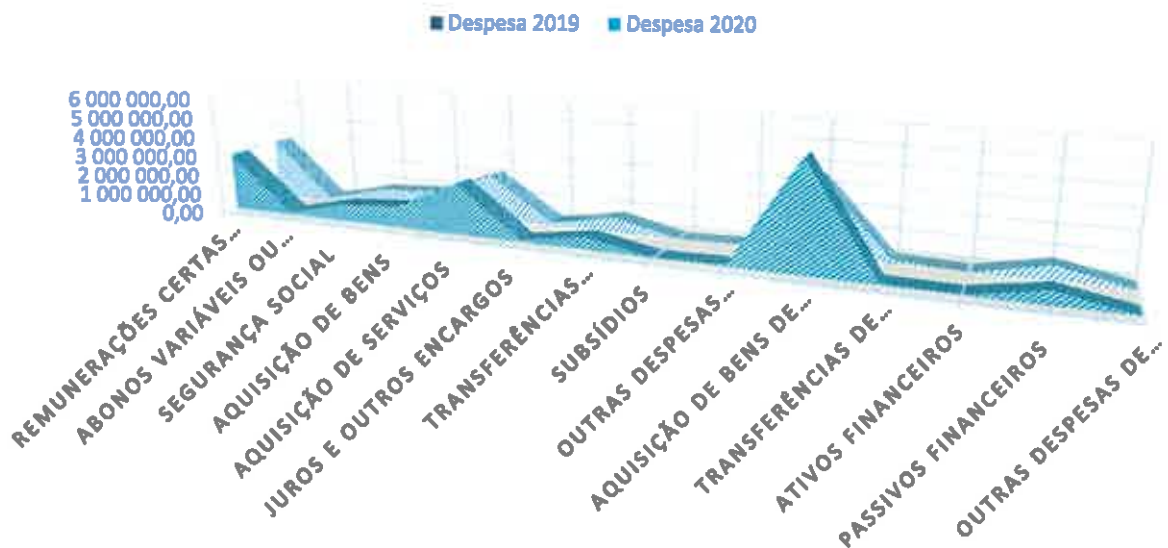 Despesa 2019 Despesa 2020
6 000 000,00
5 000 000,00
4 000 000,00
3 000 000,00
2 000 000,00
1 000 000,00
0,00
REMUNERAÇÕES CERTAS...
ABONOS VARIÁVEIS OU...
SEGURANÇA SOCIAL
AQUISIÇÃO DE BENS
AQUISIÇÃO DE SERVIÇOS
JUROS E OUTROS ENCARGOS
TRANSFERÊNCIAS...
SUBSÍDIOS
OUTRAS DESPESAS...
AQUISIÇÃO DE BENS DE...
TRANSFERÊNCIAS DE...
ATIVOS FINANCEIROS
PASSIVOS FINANCEIROS
OUTRAS DESPESAS DE...